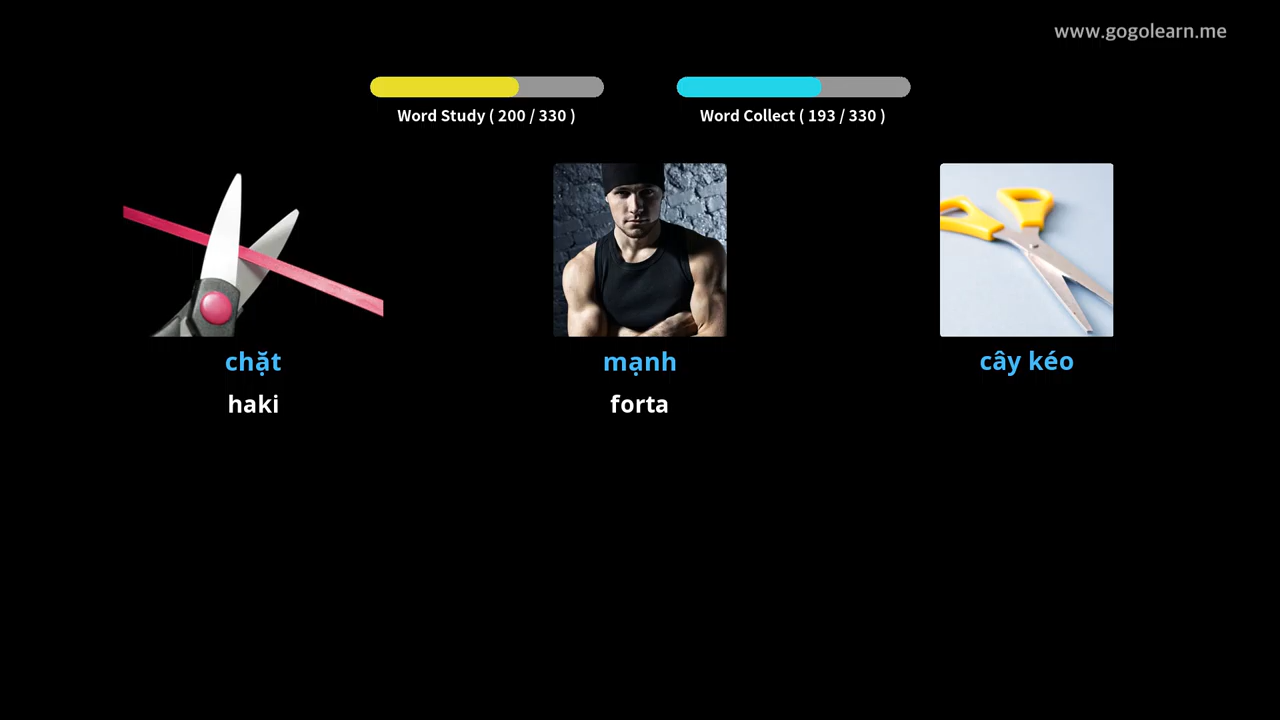 www.gogolearn.me
Word Study ( 200 / 330 )
Word Collect ( 193 / 330 )
chặt
mạnh
cây kéo
haki
forta